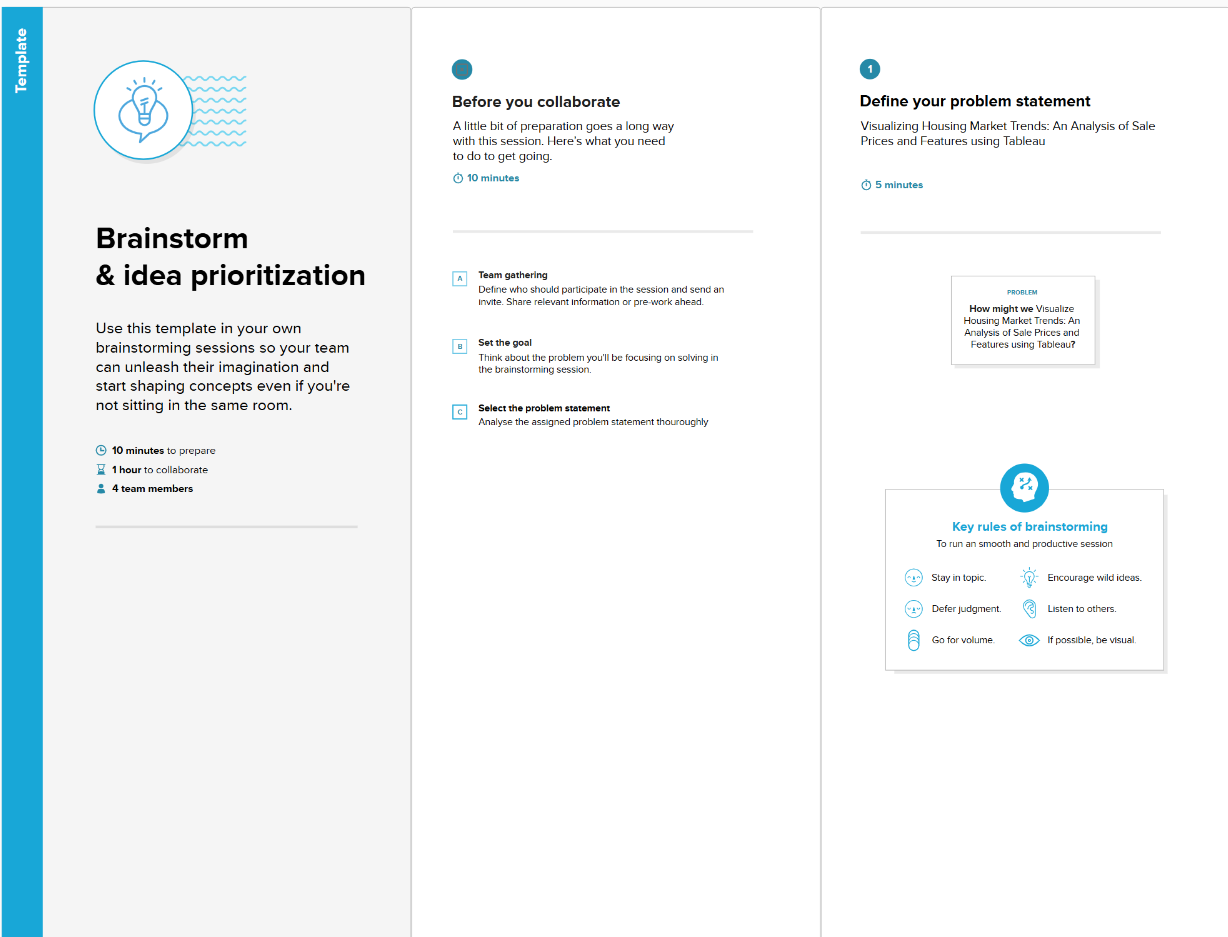 Template
Brainstorm
& idea prioritization
Use this template in your own
brainstorming sessions so your team
can unleash their imagination and
start shaping concepts even if you're
not sitting in the same room.
10 minutes to prepare
1 hour to collaborate
4 team members
Before you collaborate
A little bit of preparation goes a long way
with this session. Here's what you need
to do to get going.
10 minutes
A
Team gathering
Define who should participate in the session and send an
invite. Share relevant information or pre-work ahead.
B
Set the goal
Think about the problem you'll be focusing on solving in
the brainstorming session.
C
Select the problem statement
Analyse the assigned problem statement thouroughly
1
Define your problem statement
Visualizing Housing Market Trends: An Analysis of Sale
Prices and Features using Tableau
5 minutes
PROBLEM
How might we Visualize
Housing Market Trends: An
Analysis of Sale Prices and
Features using Tableau?
Key rules of brainstorming
To run an smooth and productive session
Stay in topic.
Encourage wild ideas.
Defer judgment.
Listen to others.
Go for volume.
If possible, be visual.